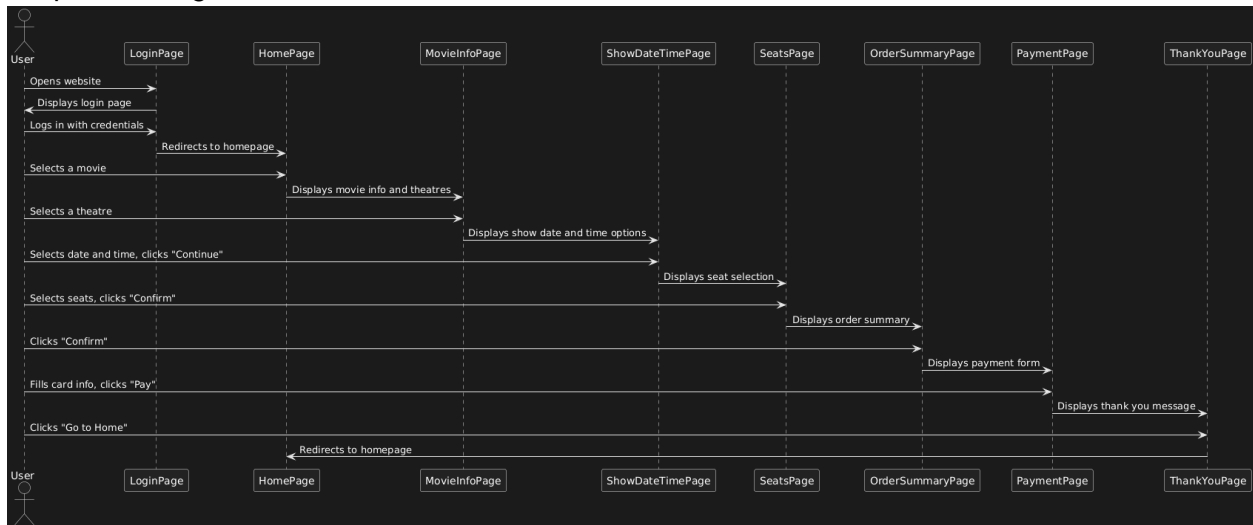 User
LoginPage
HomePage
MovieInfoPage
ShowDateTimePage
SeatsPage
OrderSummaryPage
PaymentPage
ThankYouPage
Opens website
Displays login page
Logs in with credentials
Redirects to homepage
Selects a movie
Displays movie info and theatres
Selects a theatre
Displays show date and time options
Selects date and time, clicks "Continue"
Displays seat selection
Selects seats, clicks "Confirm"
Displays order summary
Clicks "Confirm"
Displays payment form
Fills card info, clicks "Pay"
Displays thank you message
Clicks "Go to Home"
Redirects to homepage
User
LoginPage
HomePage
MovieInfoPage
ShowDateTimePage
SeatsPage
OrderSummaryPage
PaymentPage
ThankYouPage